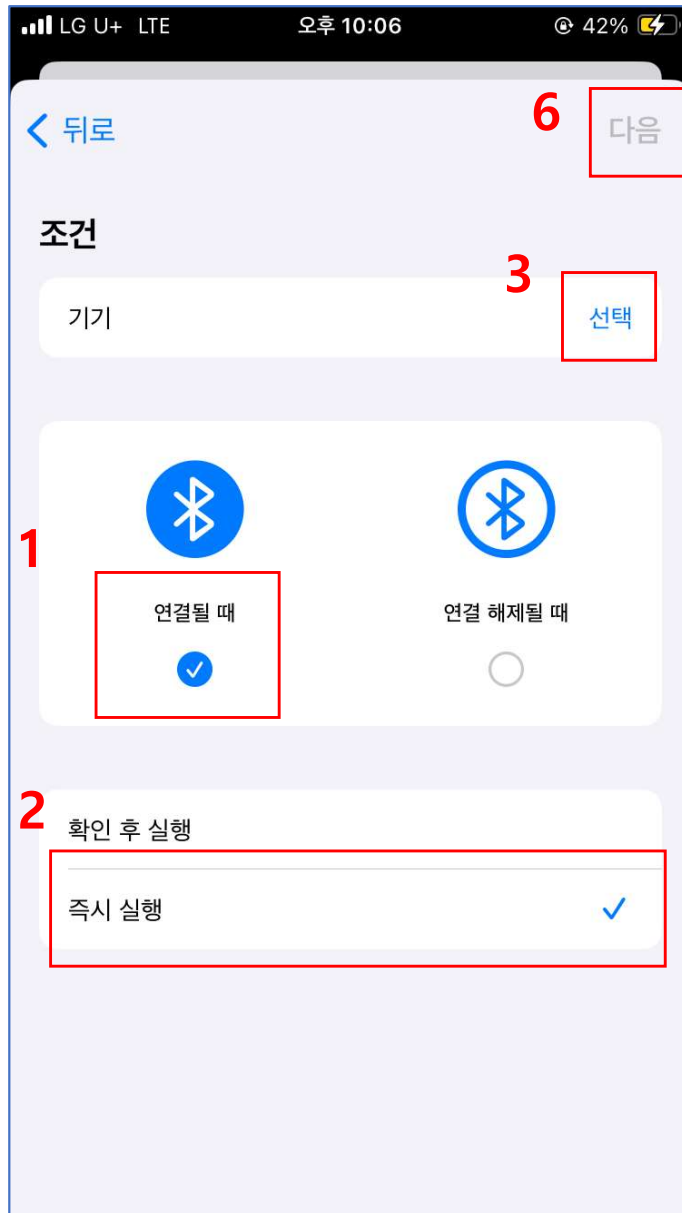 LG U+ LTE 오후 10:06 42%
뒤로 6 다음
조건
3
기기 선택
1
연결될 때 연결 해제될 때
2
확인 후 실행
즉시 실행